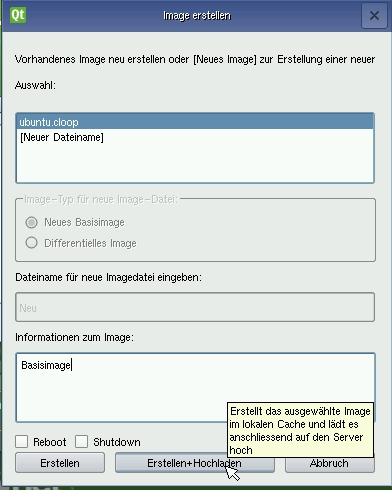 Qt
Image erstellen
Vorhandenes Image neu erstellen oder [Neues Image] zur Erstellung einer neuer
Auswahl:
ubuntu.cloop
[Neuer Dateiname]
Image-Typ für neue Image-Datei:
Neues Basisimage
Differentielles Image
Dateiname für neue Imagedatei eingeben:
Neu
Informationen zum Image:
Basisimage
Erstellt das ausgewählte Image
im lokalen Cache und lädt es
anschliessend auf den Server
hoch
Reboot
Shutdown
Erstellen
Erstellen+Hochladen
Abbruch